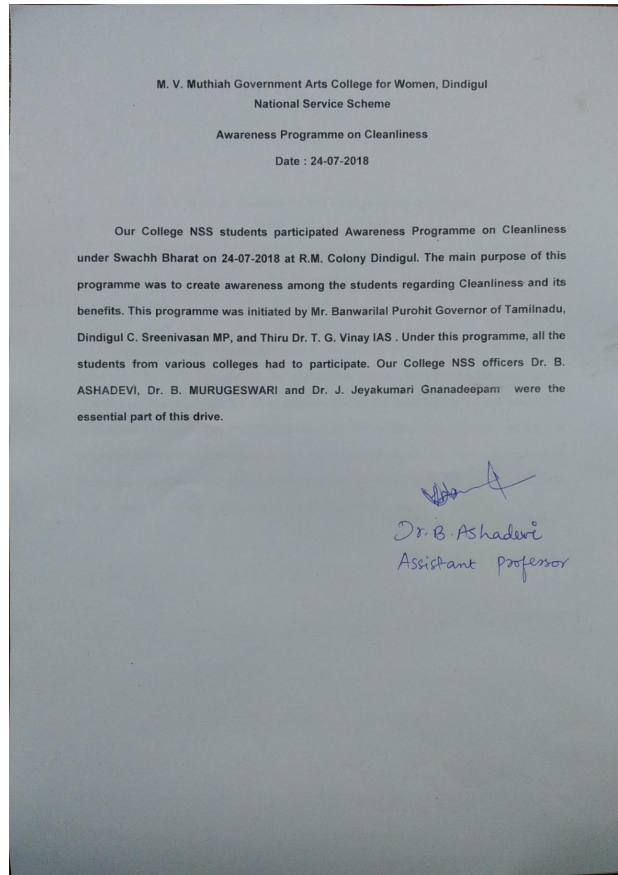 M. V. Muthiah Government Arts College for Women, Dindigul
National Service Scheme
Awareness Programme on Cleanliness
Date : 24-07-2018
Our College NSS students participated Awareness Programme on Cleanliness
under Swachh Bharat on 24-07-2018 at R.M. Colony Dindigul. The main purpose of this
programme was to create awareness among the students regarding Cleanliness and its
benefits. This programme was initiated by Mr. Banwarilal Purohit Governor of Tamilnadu,
Dindigul C. Sreenivasan MP, and Thiru Dr. T. G. Vinay IAS . Under this programme, all the
students from various colleges had to participate. Our College NSS officers Dr. B.
ASHADEVI, Dr. B. MURUGESWARI and Dr. J. Jeyakumari Gnanadeepam were the
essential part of this drive.
Dr. B. Ashadevi
Assistant Professor